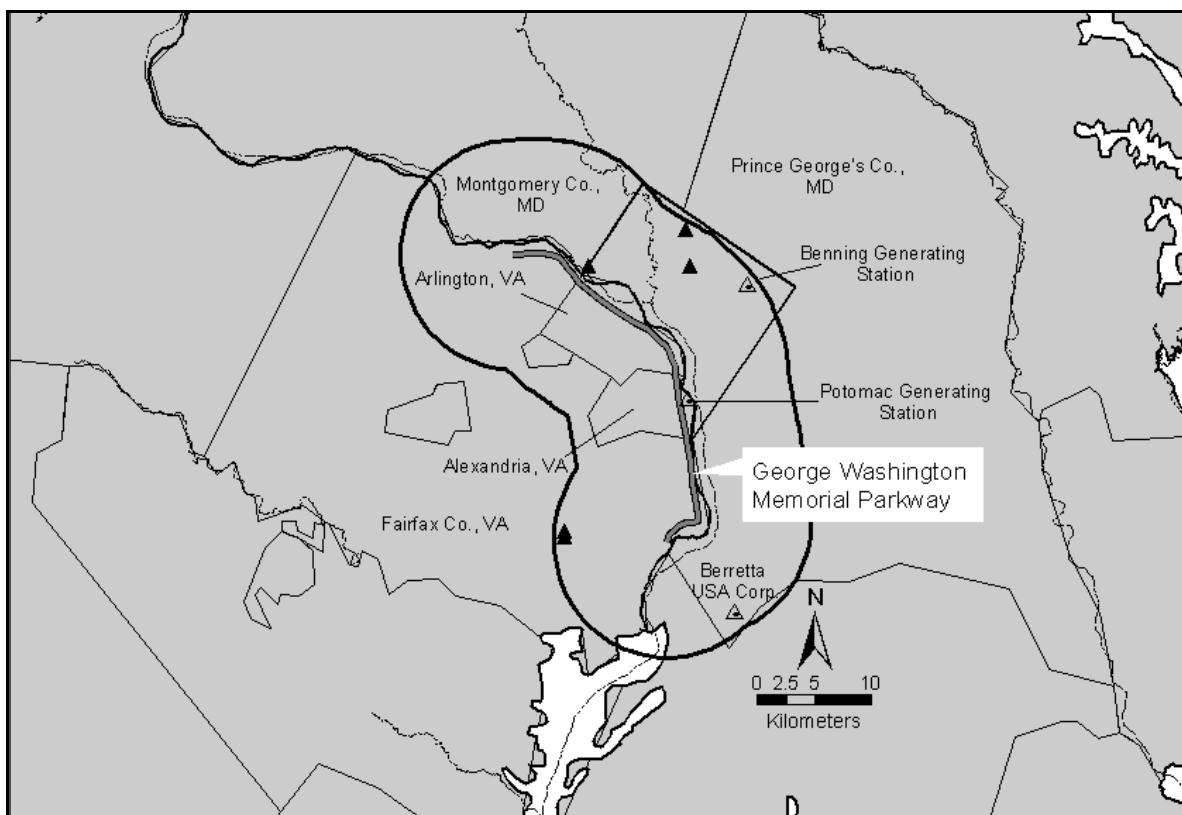 Montgomery Co.,
MD
Prince George's Co.,
MD
Benning Generating
Station
Arlington, VA
Potomac Generating
Station
Alexandria, VA
George Washington
Memorial Parkway
Fairfax Co., VA
Berretta
USA Corp.
N
0 2.5 5 10
Kilometers